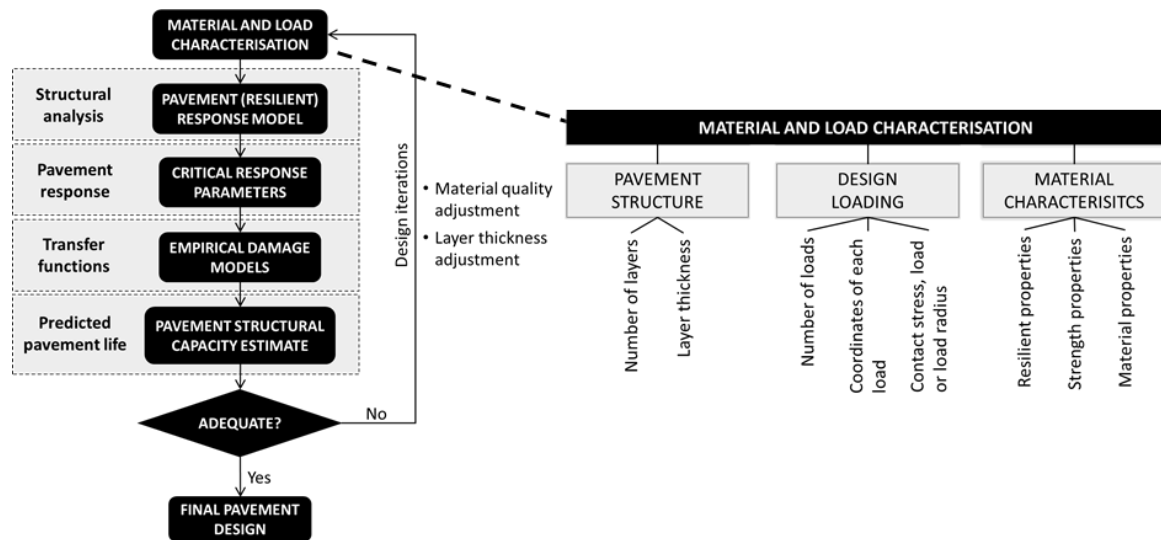 MATERIAL AND LOAD
CHARACTERISATION
Structural
analysis
PAVEMENT (RESILIENT)
RESPONSE MODEL
Pavement
response
CRITICAL RESPONSE
PARAMETERS
Transfer
functions
EMPIRICAL DAMAGE
MODELS
Predicted
pavement life
PAVEMENT STRUCTURAL
CAPACITY ESTIMATE
ADEQUATE?
No
Yes
FINAL PAVEMENT
DESIGN
Design iterations
• Material quality
adjustment
• Layer thickness
adjustment
MATERIAL AND LOAD CHARACTERISATION
PAVEMENT
STRUCTURE
Number of layers
Layer thickness
DESIGN
LOADING
Number of loads
Coordinates of each
load
Contact stress, load
or load radius
MATERIAL
CHARACTERISITCS
Resilient properties
Strength properties
Material properties